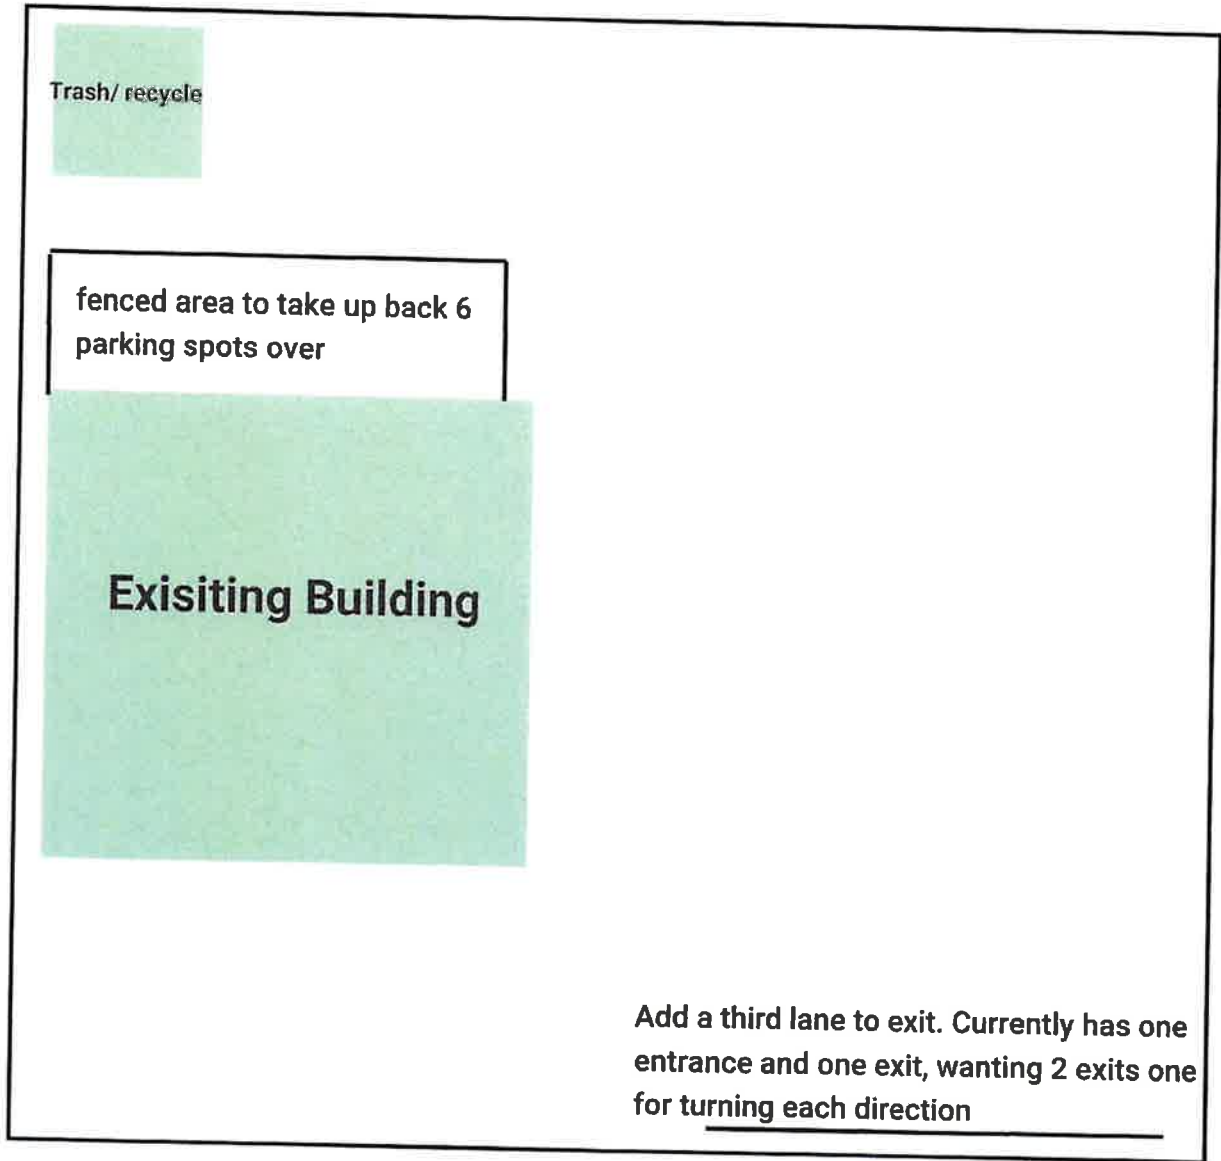 Trash/ recycle
fenced area to take up back 6
parking spots over
Exisiting Building
Add a third lane to exit. Currently has one
entrance and one exit, wanting 2 exits one
for turning each direction